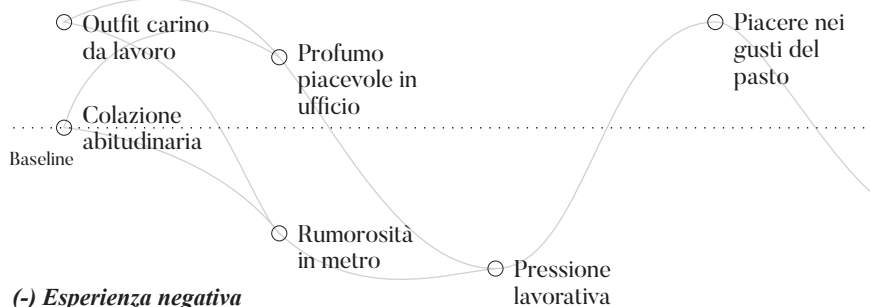 Outfit carino
da lavoro
Profumo
piacevole in
ufficio
Piacere nei
gusti del
pasto
Colazione
abitudinaria
Baseline
Rumorosità
in metro
Pressione
lavorativa
(-) Esperienza negativa